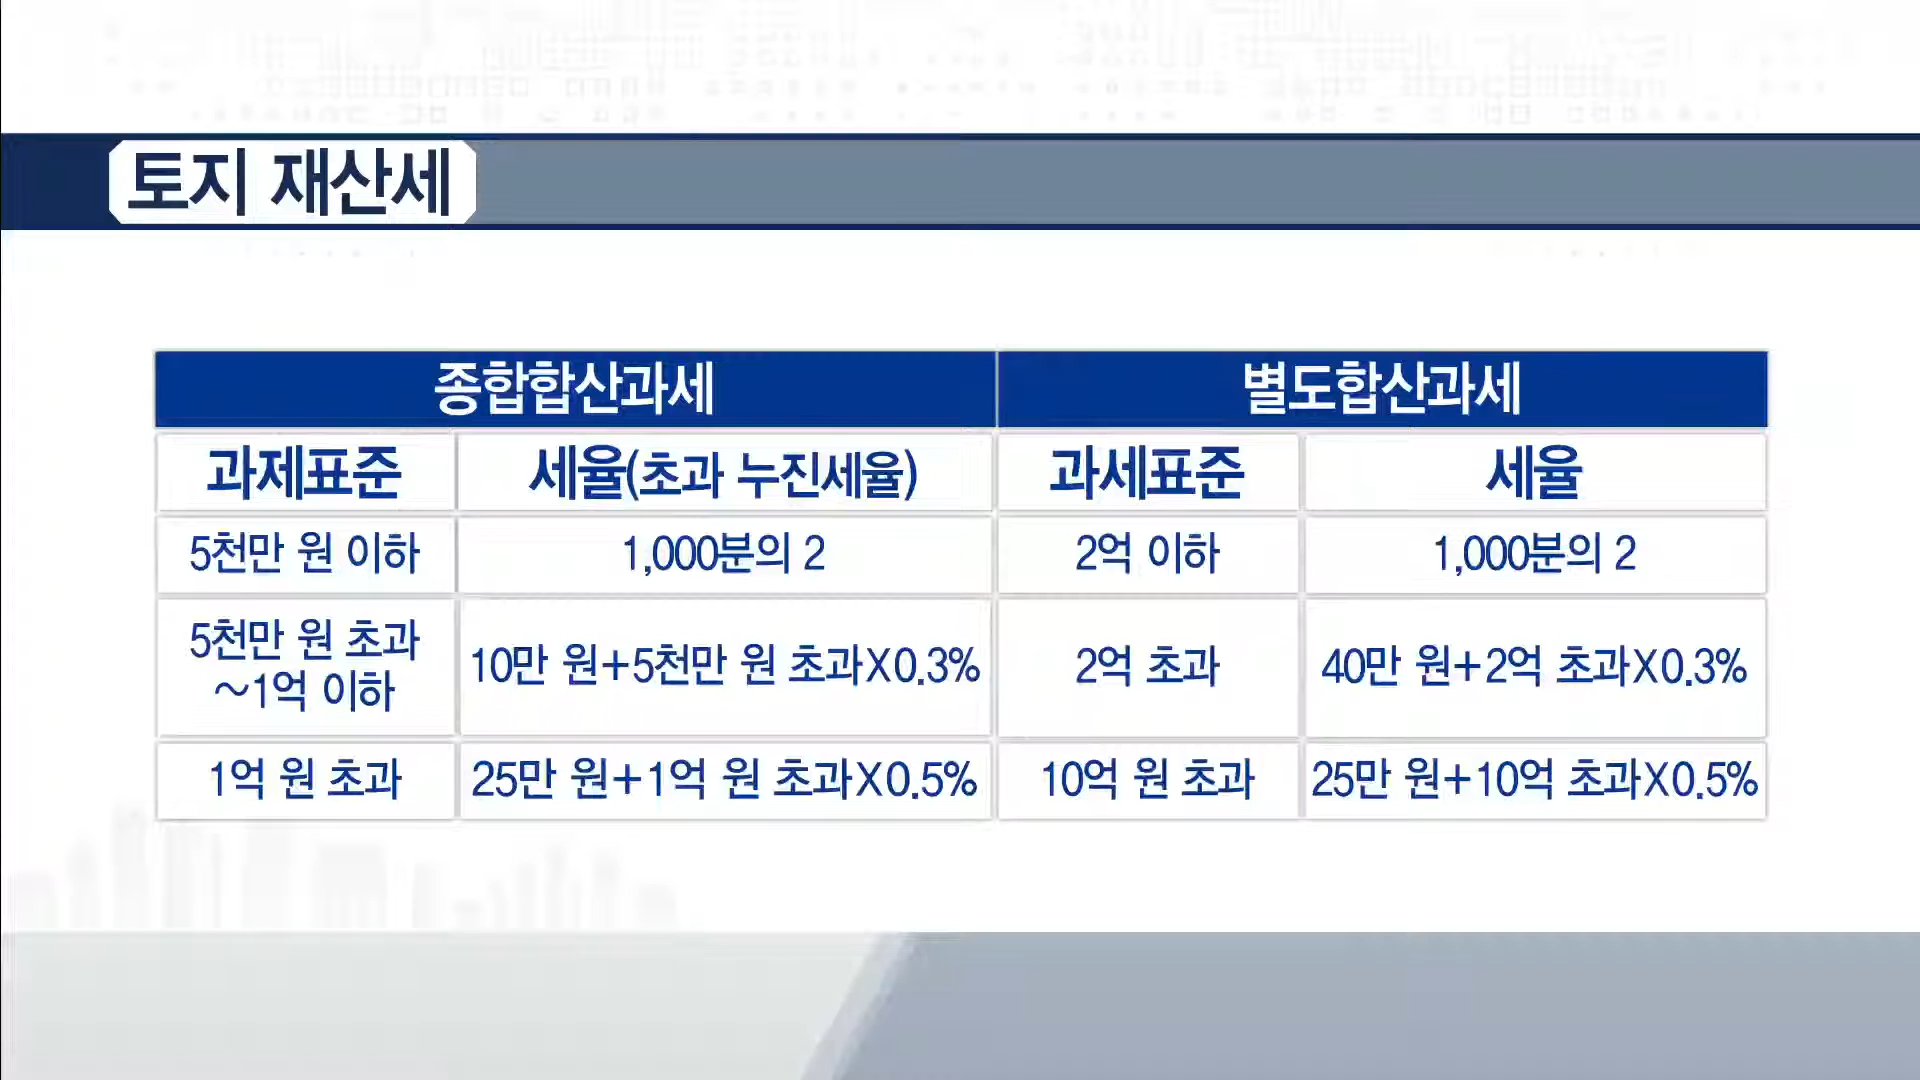 토지 재산세
종합합산과세 별도합산과세
과제표준 세율(초과 누진세율) 과세표준 세율
5천만 원 이하 1,000분의 2 2억 이하 1,000분의 2
5천만 원 초과
~1억 이하 10만 원+5천만 원 초과X0.3% 2억 초과 40만 원+2억 초과X0.3%
1억 원 초과 25만 원+1억 원 초과X0.5% 10억 원 초과 25만 원+10억 초과X0.5%